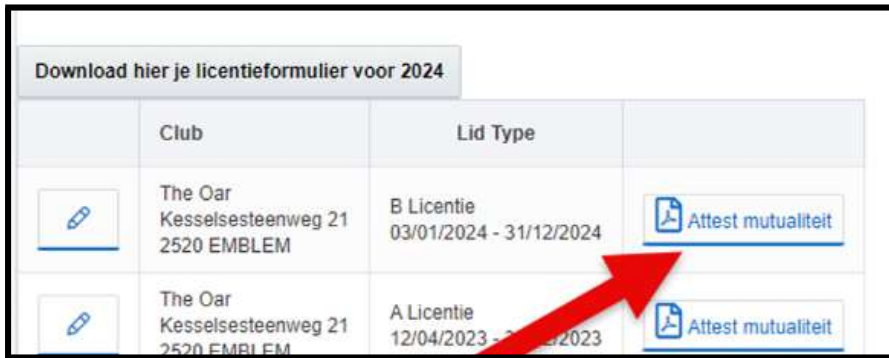 Download hier je licentieformulier voor 2024
Club Lid Type
The Oar
Kesselsesteenweg 21
2520 EMBLEM
B Licentie
03/01/2024 - 31/12/2024
Attest mutualiteit
The Oar
Kesselsesteenweg 21
2520 EMBLEM
A Licentie
12/04/2023 - 2023
Attest mutualiteit